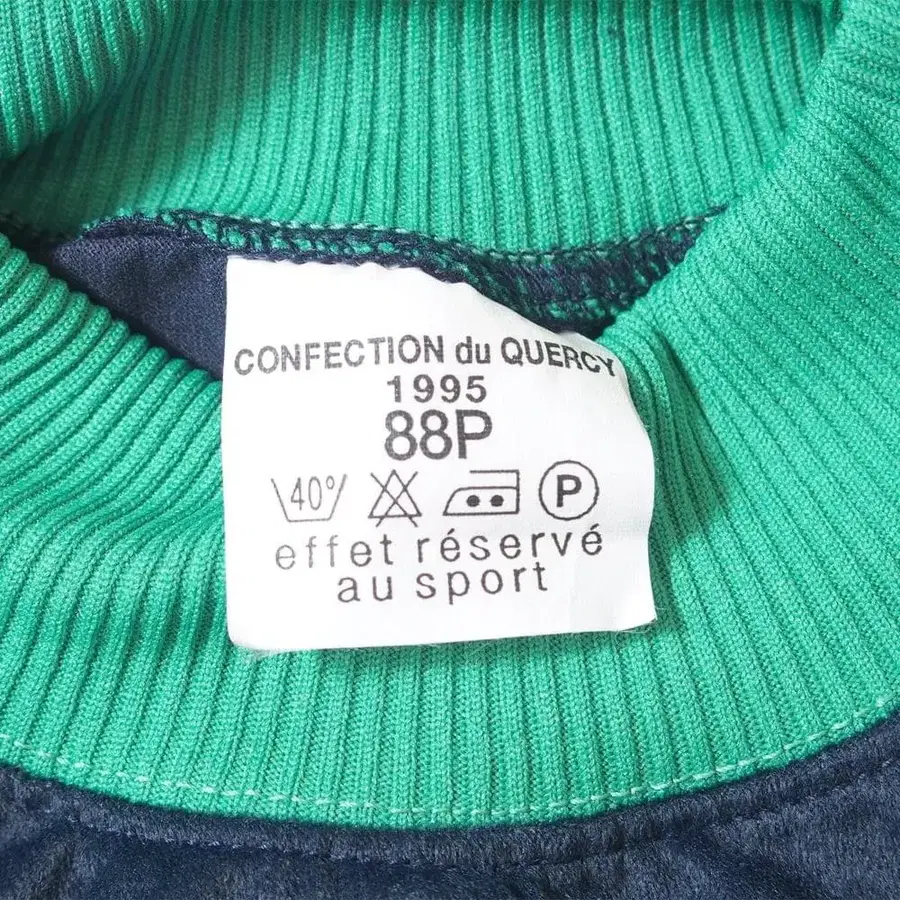 CONFECTION du QUERCY
1995
88P
40° P
effet réservé
au sport